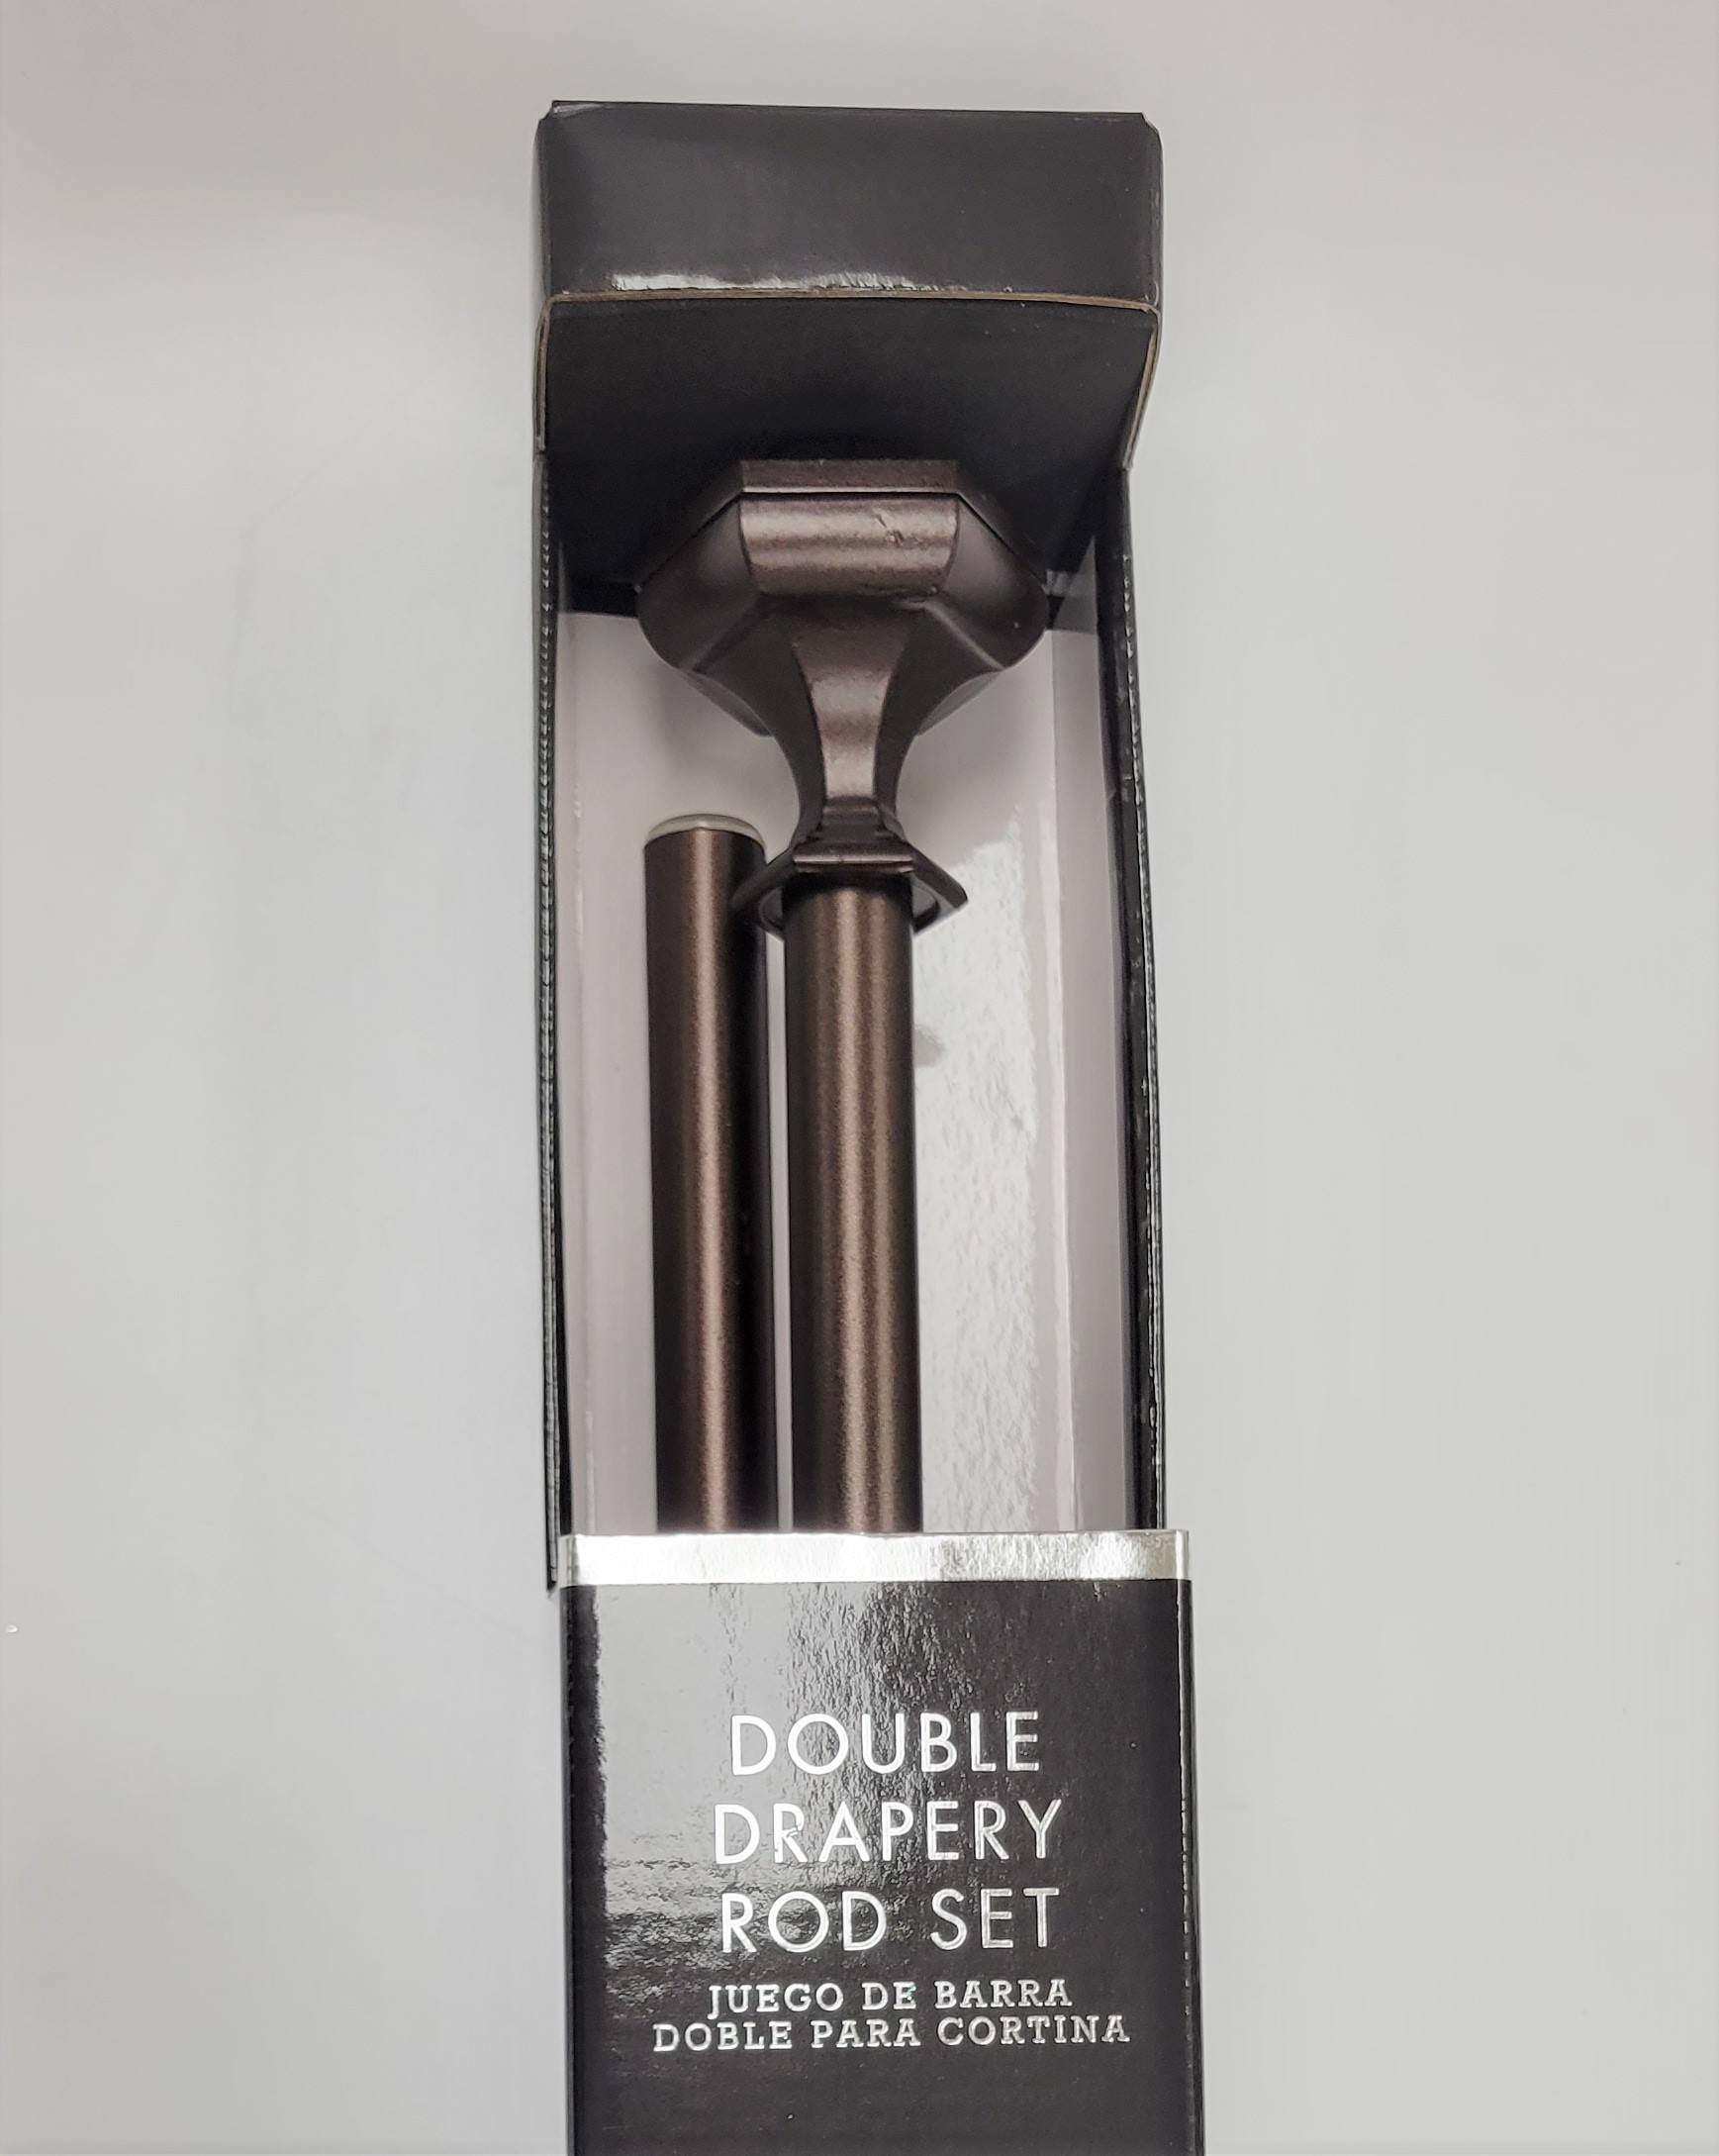 DOUBLE
DRAPERY
ROD SET
JUEGO DE BARRA
DOBLE PARA CORTINA